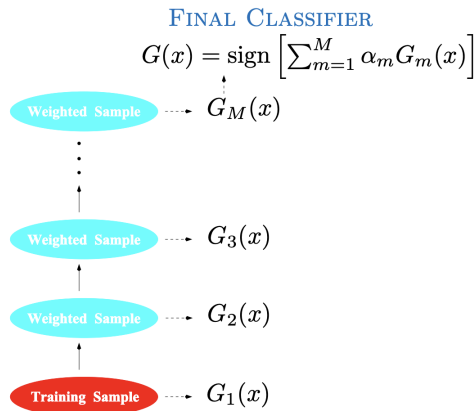 FINAL CLASSIFIER
G(x) = sign [∑_{m=1}^{M} α_m G_m(x)]
Weighted Sample G_M(x)
Weighted Sample G_3(x)
Weighted Sample G_2(x)
Training Sample G_1(x)